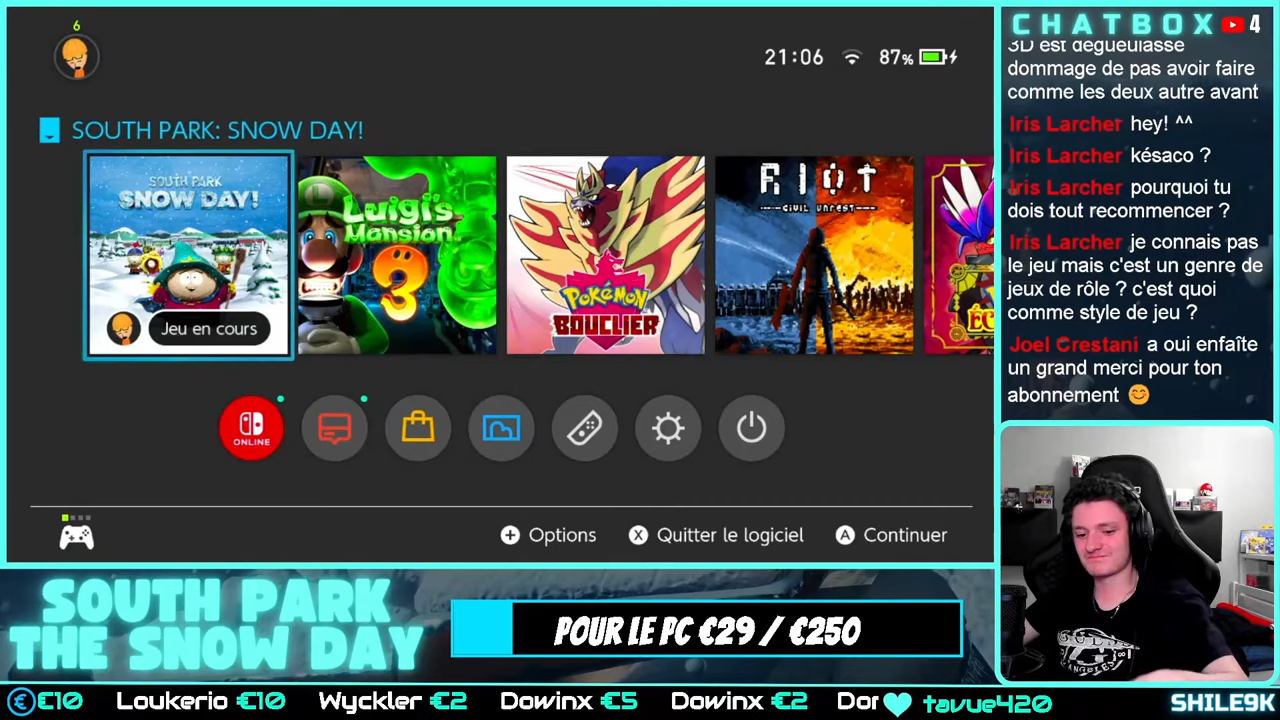 6
21:06 87%
SOUTH PARK: SNOW DAY!
SOUTH PARK
SNOW DAY!
Jeu en cours
LUIGI'S
MANSION
3
POKÉMON
BOUCLIER
RIOT
-CIVIL UNREST-
ÉC
ONLINE
Options
Quitter le logiciel
Continuer
CHATBOX 4
3D est dégueulasse
dommage de pas avoir faire
comme les deux autre avant
Iris Larcher hey! ^^
Iris Larcher késaco ?
Iris Larcher pourquoi tu
dois tout recommencer ?
Iris Larcher je connais pas
le jeu mais c'est un genre de
jeux de rôle ? c'est quoi
comme style de jeu ?
Joel Crestani a oui enfaîte
un grand merci pour ton
abonnement 😊
SOUTH PARK
THE SNOW DAY
POUR LE PC €29 / €250
€10 Loukerio €10 Wyckler €2 Dowinx €5 Dowinx €2 Dor
tavue420
SHILE9K